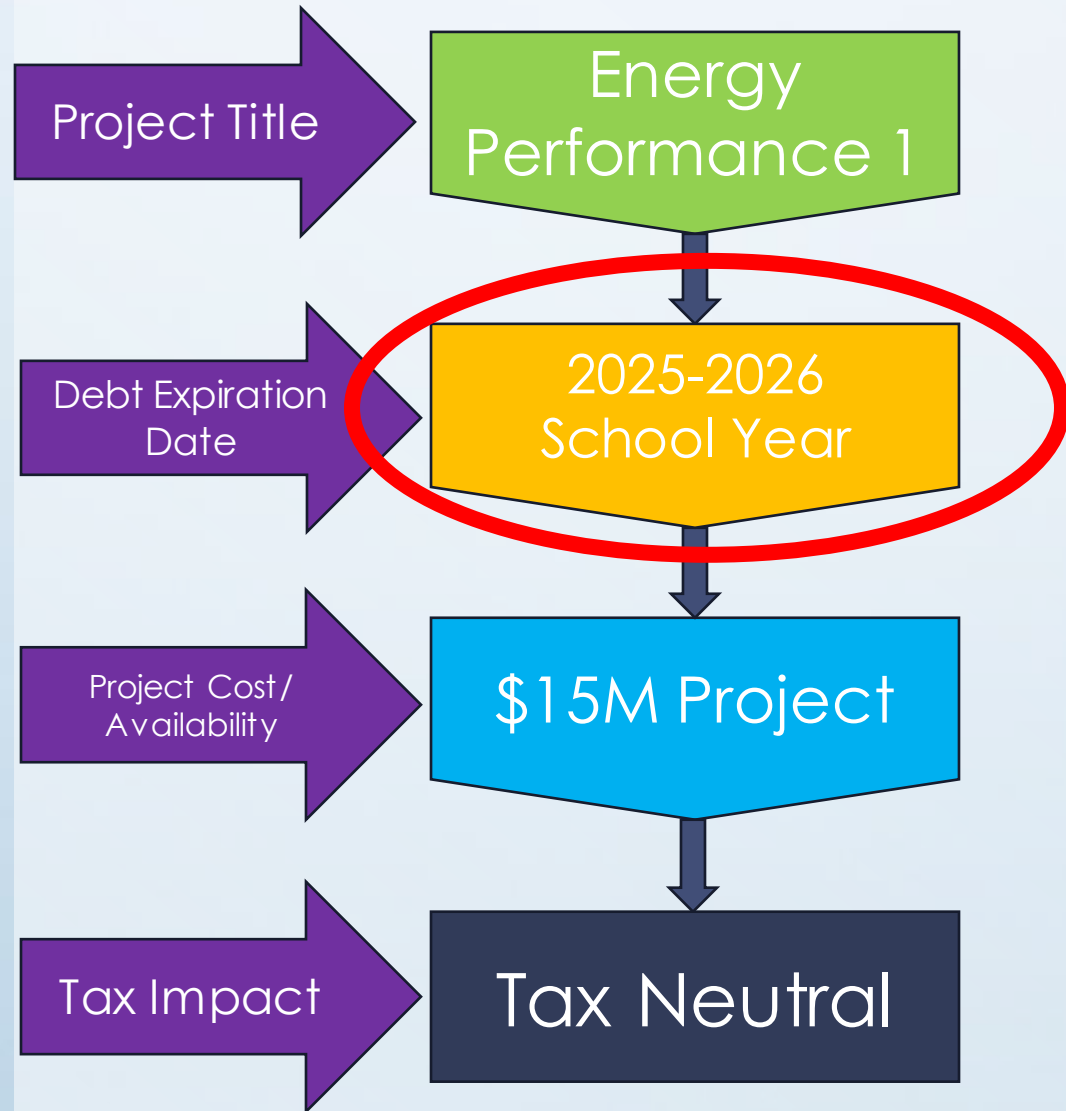 Project Title
Energy
Performance 1
Debt Expiration
Date
2025-2026
School Year
Project Cost/
Availability
$15M Project
Tax Impact
Tax Neutral